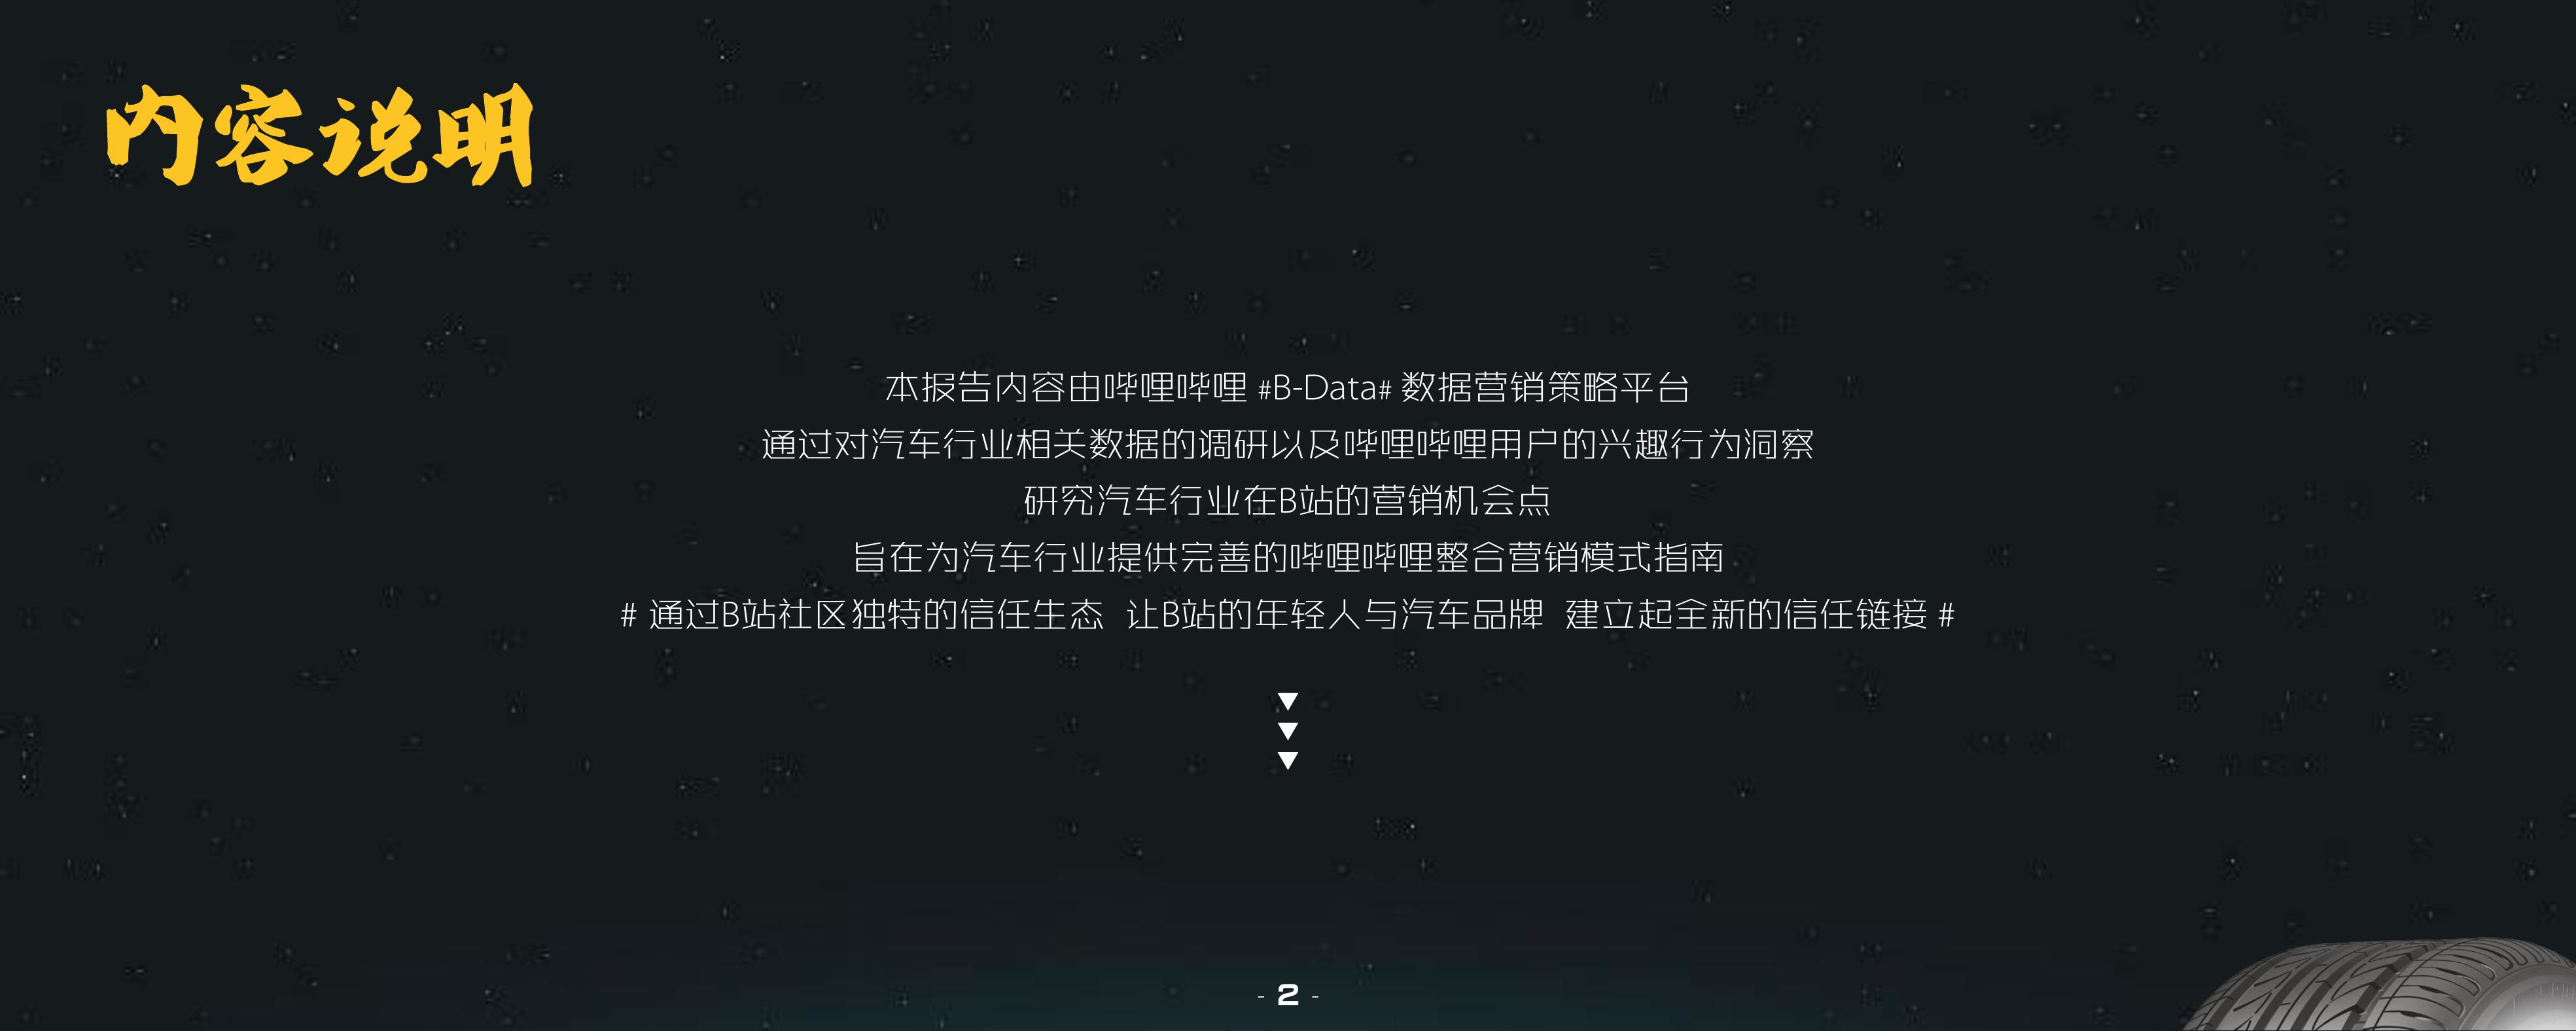 内容说明
本报告内容由哔哩哔哩 #B-Data# 数据营销策略平台
通过对汽车行业相关数据的调研以及哔哩哔哩用户的兴趣行为洞察
研究汽车行业在B站的营销机会点
旨在为汽车行业提供完善的哔哩哔哩整合营销模式指南
# 通过B站社区独特的信任生态 让B站的年轻人与汽车品牌 建立起全新的信任链接 #
- 2 -